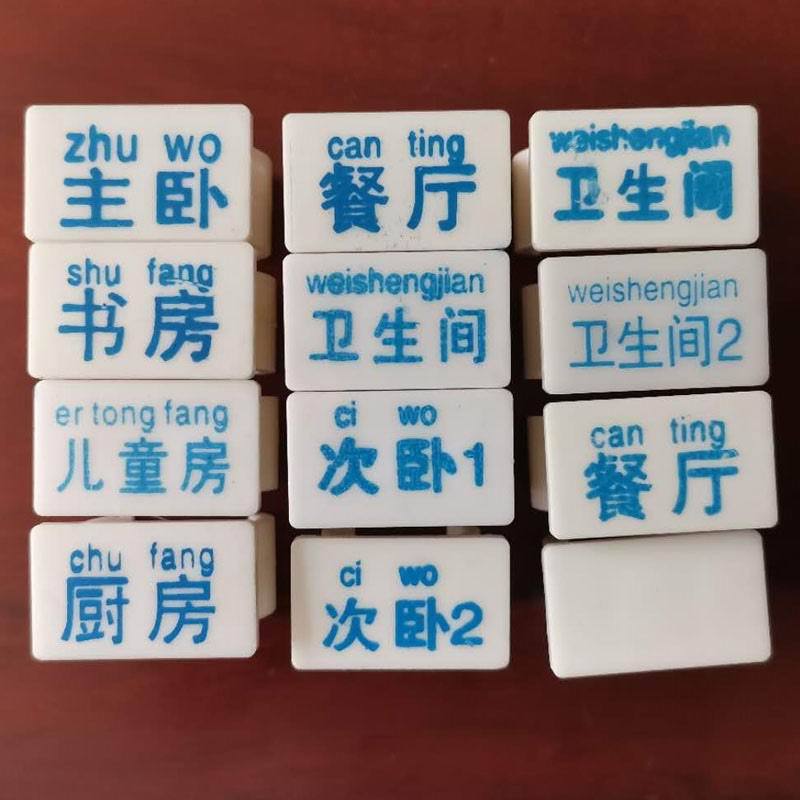 zhu wo
主卧
can ting
餐厅
weishengjian
卫生间
shu fang
书房
weishengjian
卫生间
weishengjian
卫生间2
er tong fang
儿童房
ci wo
次卧1
can ting
餐厅
chu fang
厨房
ci wo
次卧2